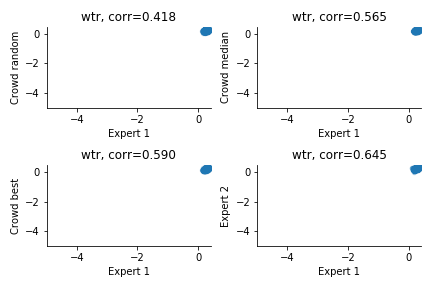 wtr, corr=0.418
Crowd random
0
−2
−4
−4
−2
0
Expert 1
wtr, corr=0.565
Crowd median
0
−2
−4
−4
−2
0
Expert 1
wtr, corr=0.590
Crowd best
0
−2
−4
−4
−2
0
Expert 1
wtr, corr=0.645
Expert 2
0
−2
−4
−4
−2
0
Expert 1